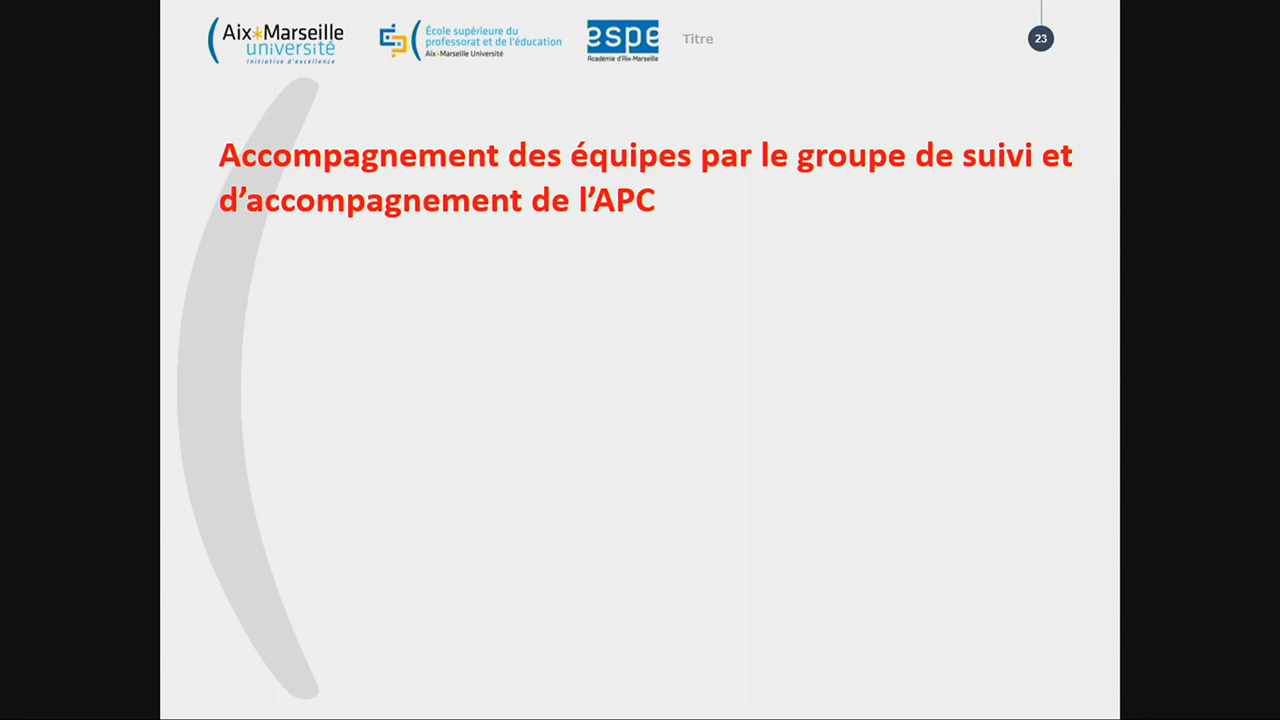 Aix*Marseille
université
Initiative d'excellence
École supérieure du
professorat et de l'éducation
Aix*Marseille Université
espe
Académie d'Aix-Marseille
Titre
23
Accompagnement des équipes par le groupe de suivi et
d’accompagnement de l’APC